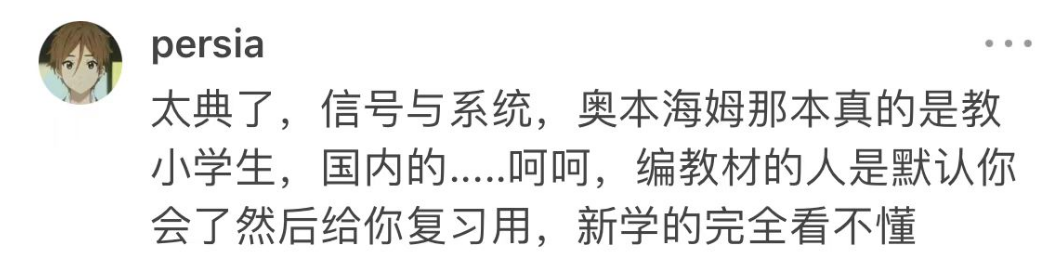 persia
太典了，信号与系统，奥本海姆那本真的是教
小学生，国内的.....呵呵，编教材的人是默认你
会了然后给你复习用，新学的完全看不懂